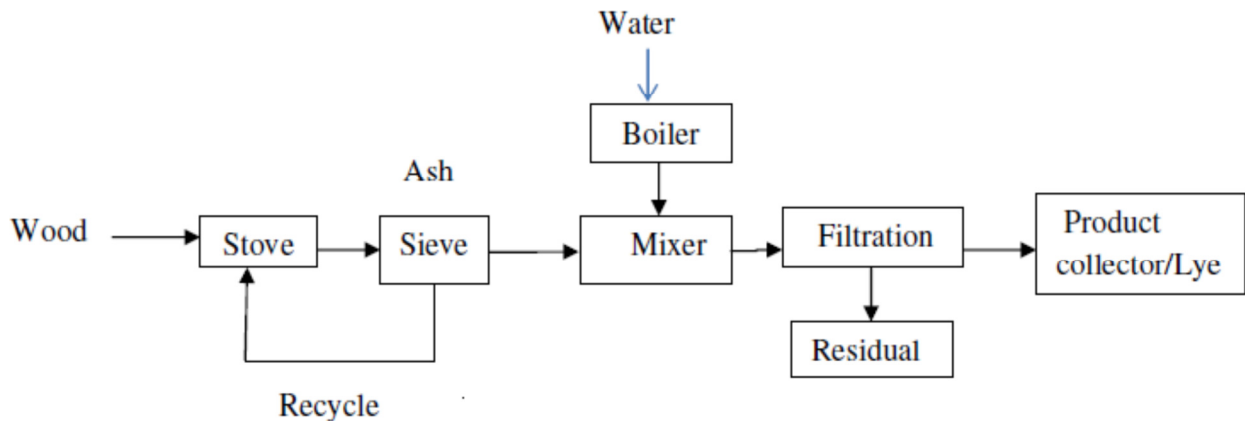 Water
Boiler
Ash
Wood
Stove
Sieve
Mixer
Filtration
Product
collector/Lye
Residual
Recycle